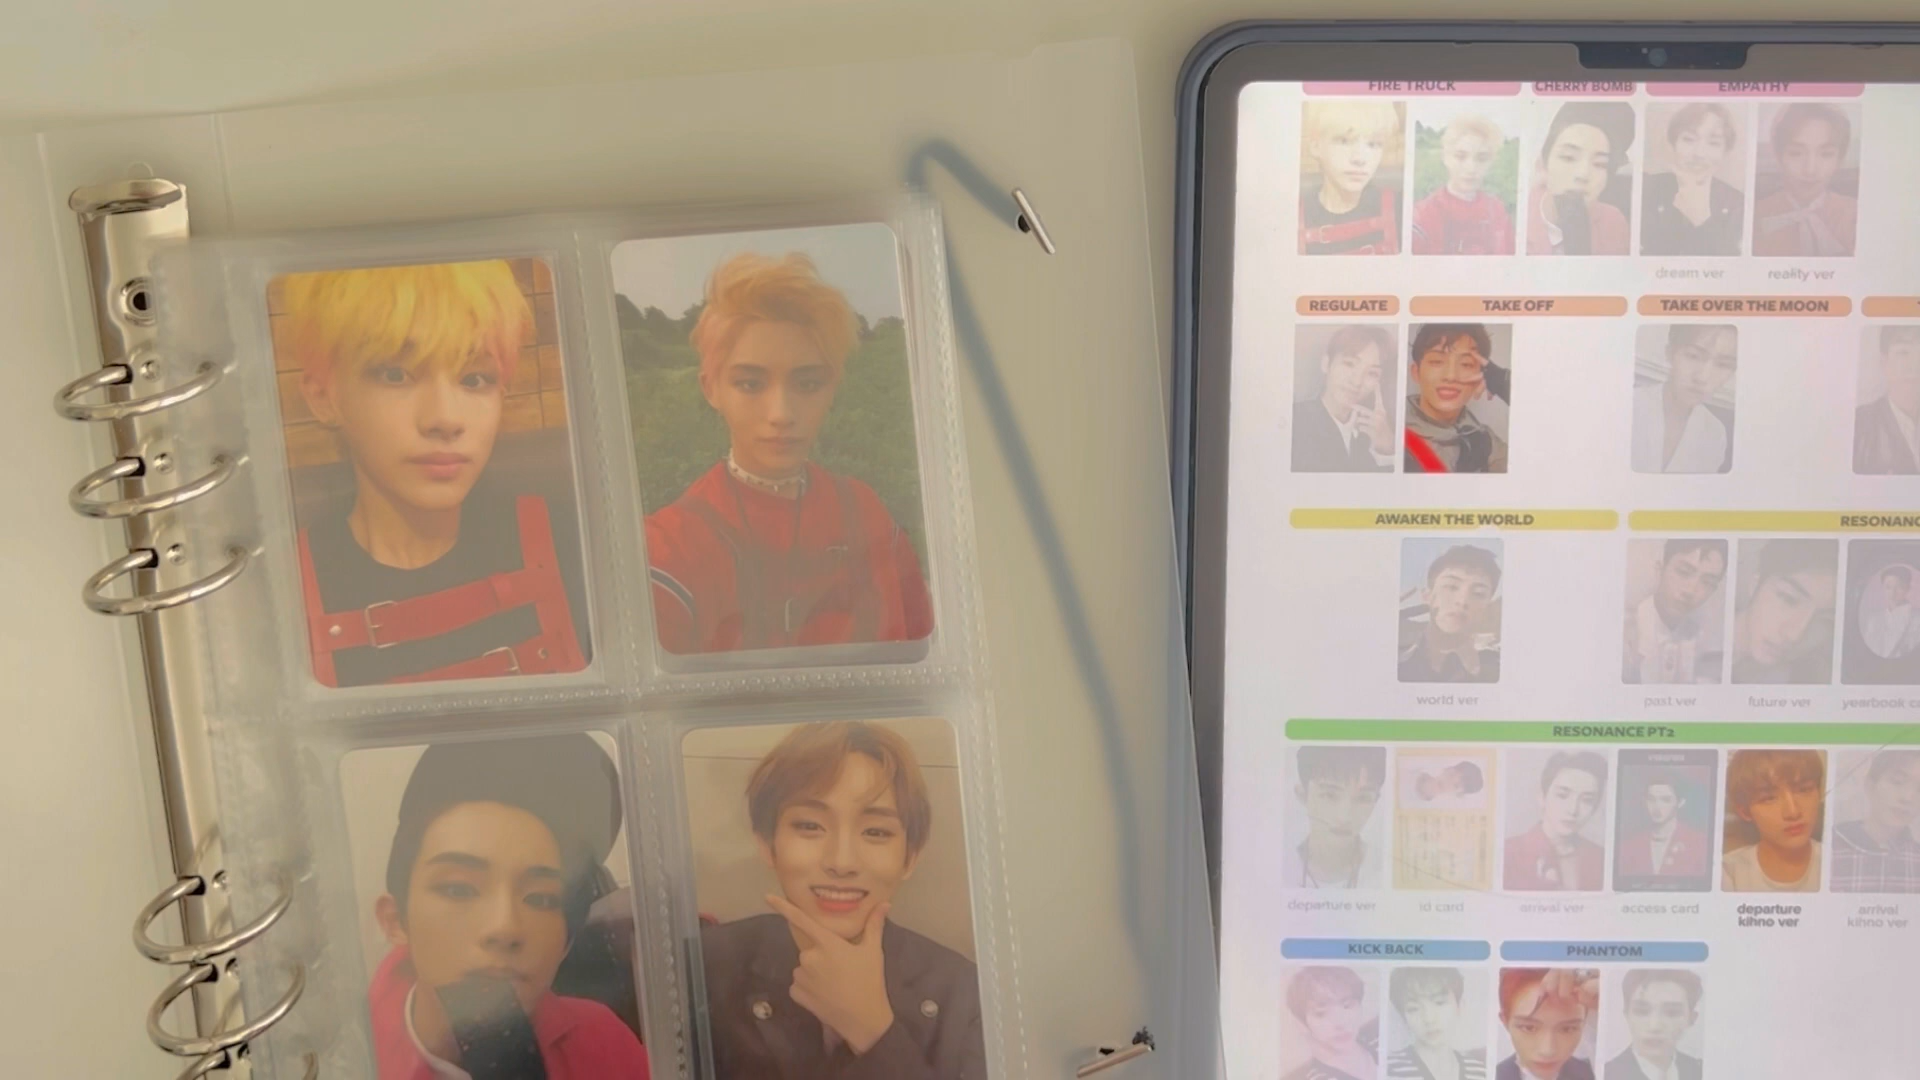 FIRE TRUCK
CHERRY BOMB
EMPATHY
dream ver
reality ver
REGULATE
TAKE OFF
TAKE OVER THE MOON
AWAKEN THE WORLD
RESONANC
world ver
past ver
future ver
yearbook c
RESONANCE PT2
departure ver
id card
arrival ver
access card
departure
kihno ver
arrival
kihno ver
KICK BACK
PHANTOM